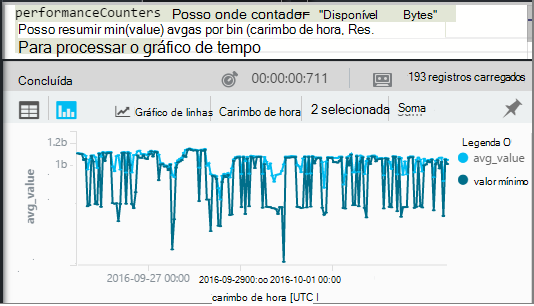 performanceCounters Posso onde contador= "Disponível Bytes"
Posso resumir min(value) avgas por bin (carimbo de hora, Res.
Para processar o gráfico de tempo
Concluída 00:00:00:711 193 registros carregados
Gráfico de linhas Carimbo de hora 2 selecionada Soma
Legenda O
avg_value
valor mínimo
1.2b
1b
avg_value
2016-09-27 00:00 2016-09-2900:oo 2016-10-01 00:00
carimbo de hora [UTC I